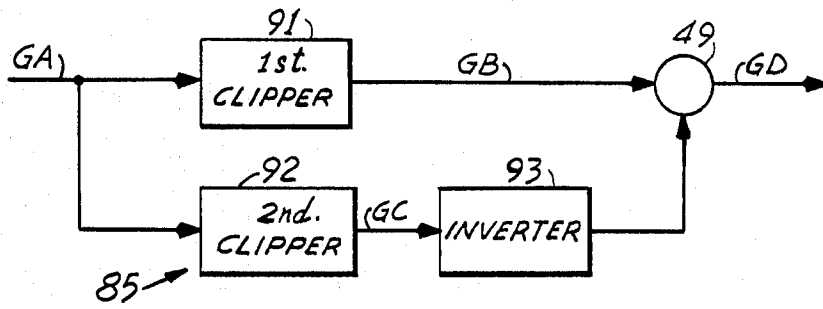 91
49
GA
1st.
CLIPPER
GB
GD
92
93
2nd.
CLIPPER
GC
INVERTER
85